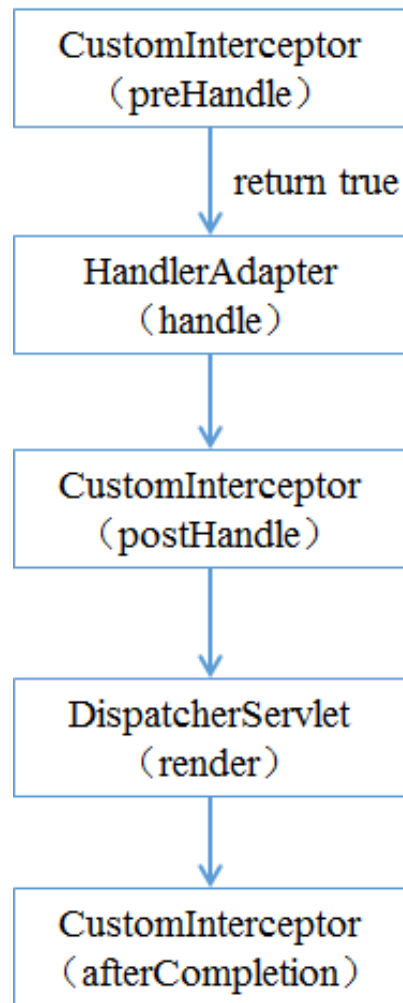 CustomInterceptor
（preHandle）
return true
HandlerAdapter
（handle）
CustomInterceptor
（postHandle）
DispatcherServlet
（render）
CustomInterceptor
（afterCompletion）